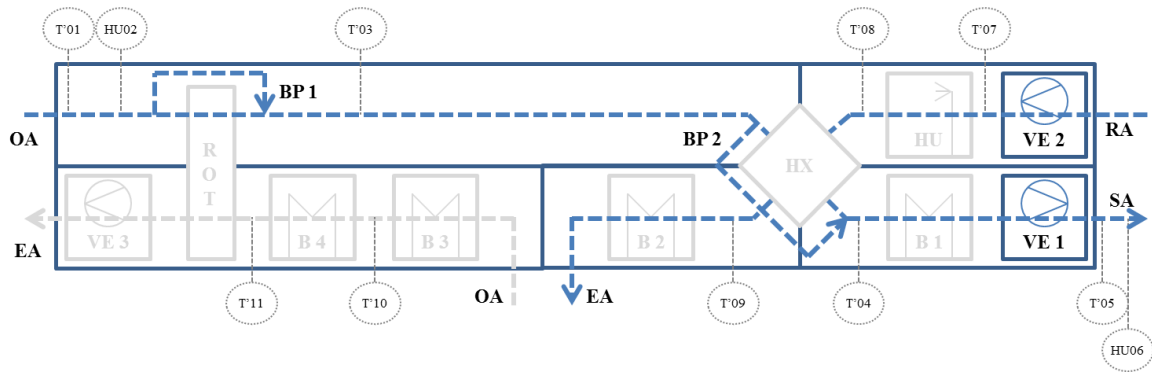 T'01
HU02
T'03
T'08
T'07
BP 1
OA
R
O
T
BP 2
HX
HU
VE 2
RA
VE 3
B 4
B 3
B 2
B 1
VE 1
SA
EA
OA
EA
T'11
T'10
T'09
T'04
T'05
HU06